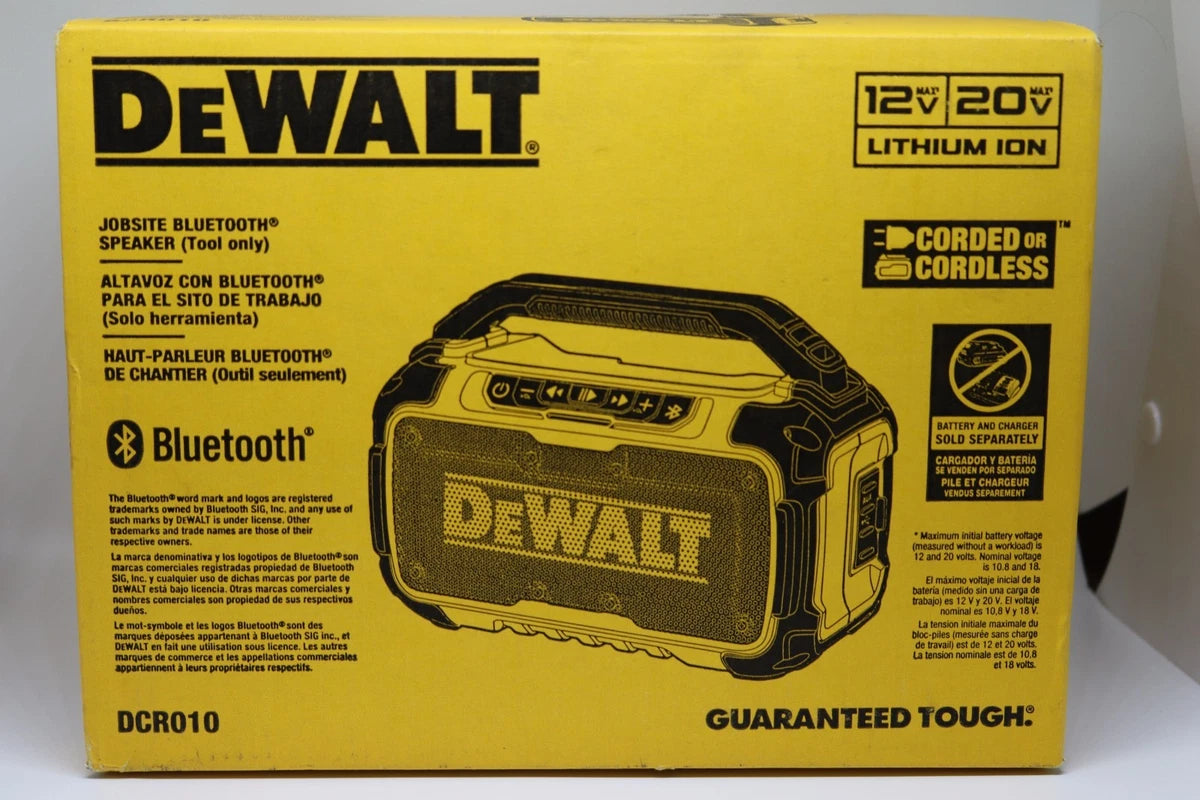 DEWALT®
12V MAX* 20V MAX*
LITHIUM ION
JOBSITE BLUETOOTH®
SPEAKER (Tool only)
ALTAVOZ CON BLUETOOTH®
PARA EL SITO DE TRABAJO
(Solo herramienta)
HAUT-PARLEUR BLUETOOTH®
DE CHANTIER (Outil seulement)
Bluetooth®
The Bluetooth® word mark and logos are registered
trademarks owned by Bluetooth SIG, Inc. and any use of
such marks by DEWALT is under license. Other
trademarks and trade names are those of their
respective owners.
La marca denominativa y los logotipos de Bluetooth® son
marcas comerciales registradas propiedad de Bluetooth
SIG, Inc. y cualquier uso de dichas marcas por parte de
DEWALT está bajo licencia. Otras marcas comerciales y
nombres comerciales son propiedad de sus respectivos
dueños.
Le mot-symbole et les logos Bluetooth® sont des
marques déposées appartenant à Bluetooth SIG inc., et
DEWALT en fait une utilisation sous licence. Les autres
marques de commerce et les appellations commerciales
appartiennent à leurs propriétaires respectifs.
DCR010
DEWALT
CORDED OR™
CORDLESS
BATTERY AND CHARGER
SOLD SEPARATELY
CARGADOR Y BATERÍA
SE VENDEN POR SEPARADO
PILE ET CHARGEUR
VENDUS SEPAREMENT
* Maximum initial battery voltage
(measured without a workload) is
12 and 20 volts. Nominal voltage
is 10.8 and 18.
El máximo voltaje inicial de la
batería (medido sin una carga de
trabajo) es 12 V y 20 V. El voltaje
nominal es 10,8 V y 18 V.
La tension initiale maximale du
bloc-piles (mesurée sans charge
de travail) est de 12 et 20 volts.
La tension nominale est de 10,8
et 18 volts.
GUARANTEED TOUGH.®